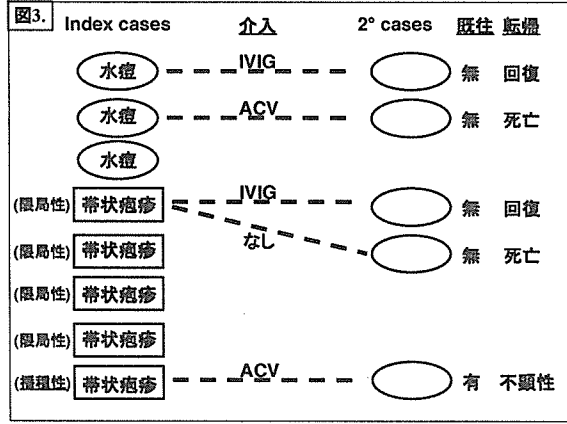 図3.
Index cases 介入 2° cases 既往 転帰
水痘 IVIG 無 回復
水痘 ACV 無 死亡
水痘
(限局性) 帯状疱疹 IVIG 無 回復
(限局性) 帯状疱疹 なし 無 死亡
(限局性) 帯状疱疹
(限局性) 帯状疱疹
帯状疱疹 ACV 有 不顕性